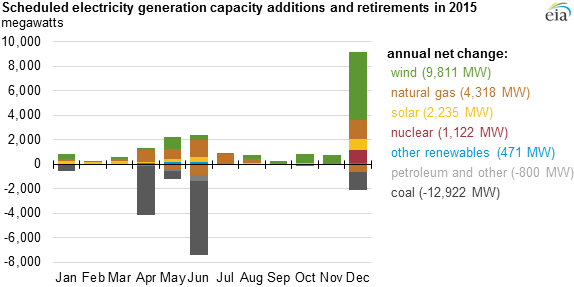 Scheduled electricity generation capacity additions and retirements in 2015
megawatts
eia
10,000
8,000
6,000
4,000
2,000
0
-2,000
-4,000
-6,000
-8,000
Jan Feb Mar Apr May Jun Jul Aug Sep Oct Nov Dec
annual net change:
wind (9,811 MW)
natural gas (4,318 MW)
solar (2,235 MW)
nuclear (1,122 MW)
other renewables (471 MW)
petroleum and other (-800 MW)
coal (-12,922 MW)